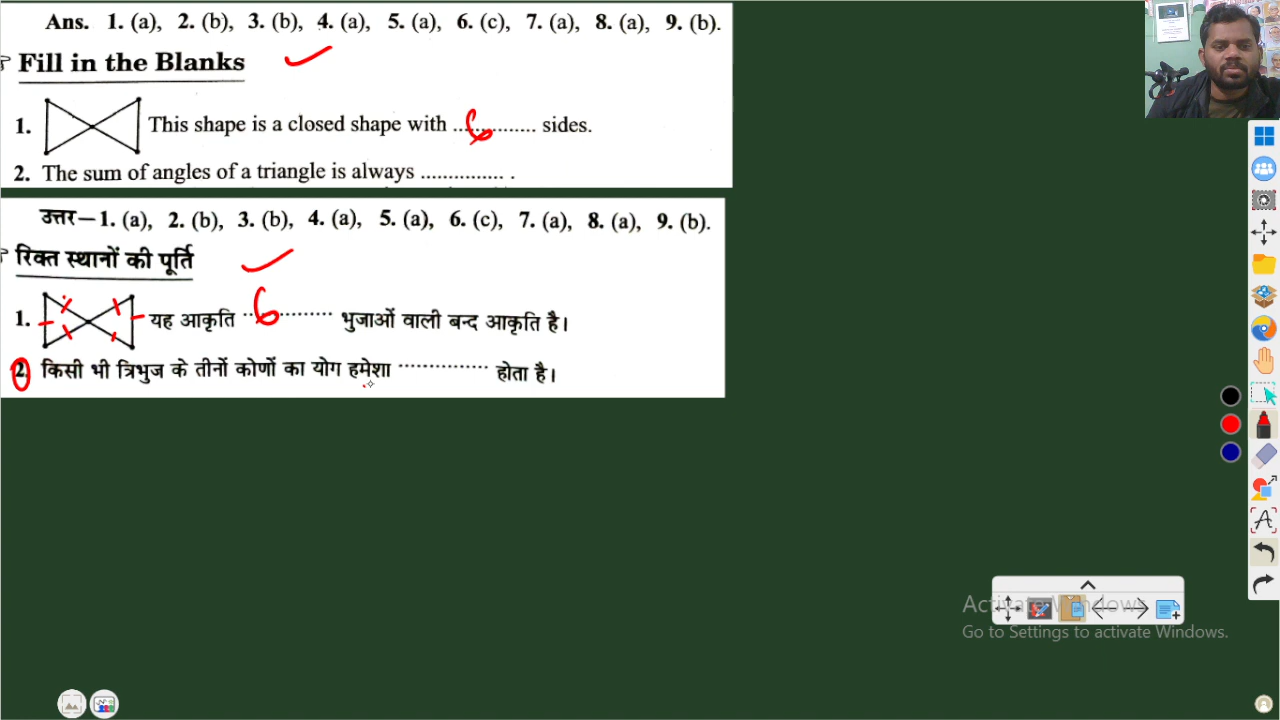 Ans. 1. (a), 2. (b), 3. (b), 4. (a), 5. (a), 6. (c), 7. (a), 8. (a), 9. (b).
Fill in the Blanks
1. This shape is a closed shape with ....6.... sides.
2. The sum of angles of a triangle is always ............... .
उत्तर—1. (a), 2. (b), 3. (b), 4. (a), 5. (a), 6. (c), 7. (a), 8. (a), 9. (b).
रिक्त स्थानों की पूर्ति
1. यह आकृति ..6......... भुजाओं वाली बन्द आकृति है।
2. किसी भी त्रिभुज के तीनों कोणों का योग हमेशा ............... होता है।
Activate Windows
Go to Settings to activate Windows.